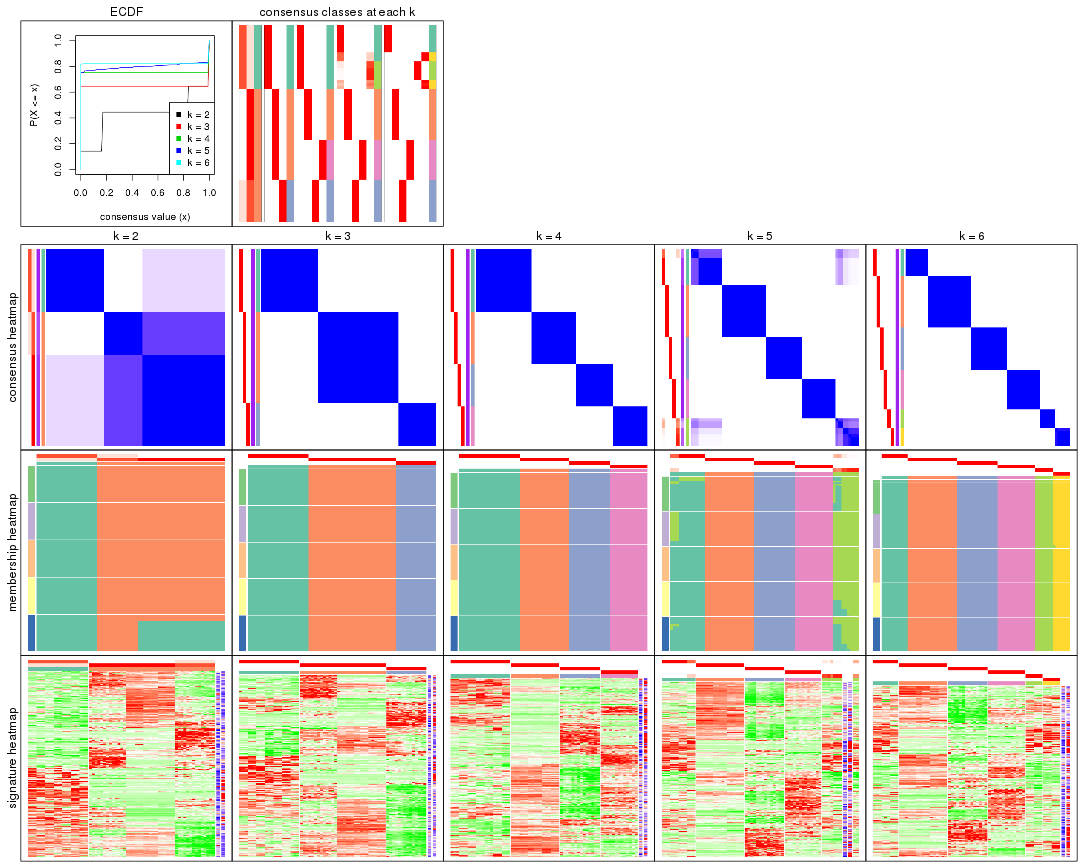 ECDF
consensus classes at each k
P(X <= x)
1.0
0.8
0.6
0.4
0.2
0.0
k = 2
k = 3
k = 4
k = 5
k = 6
0.0 0.2 0.4 0.6 0.8 1.0
consensus value (x)
k = 2 k = 3 k = 4 k = 5 k = 6
consensus heatmap
membership heatmap
signature heatmap